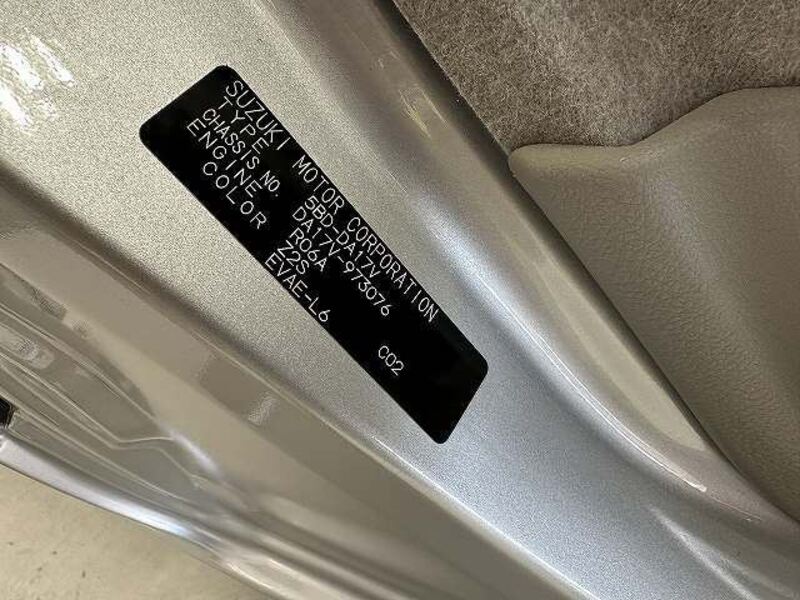 SUZUKI MOTOR CORPORATION
TYPE 5BD-DA17V
CHASSIS NO. DA17V-973076
ENGINE R06A
COLOR Z2S
EVAE-L6 C02